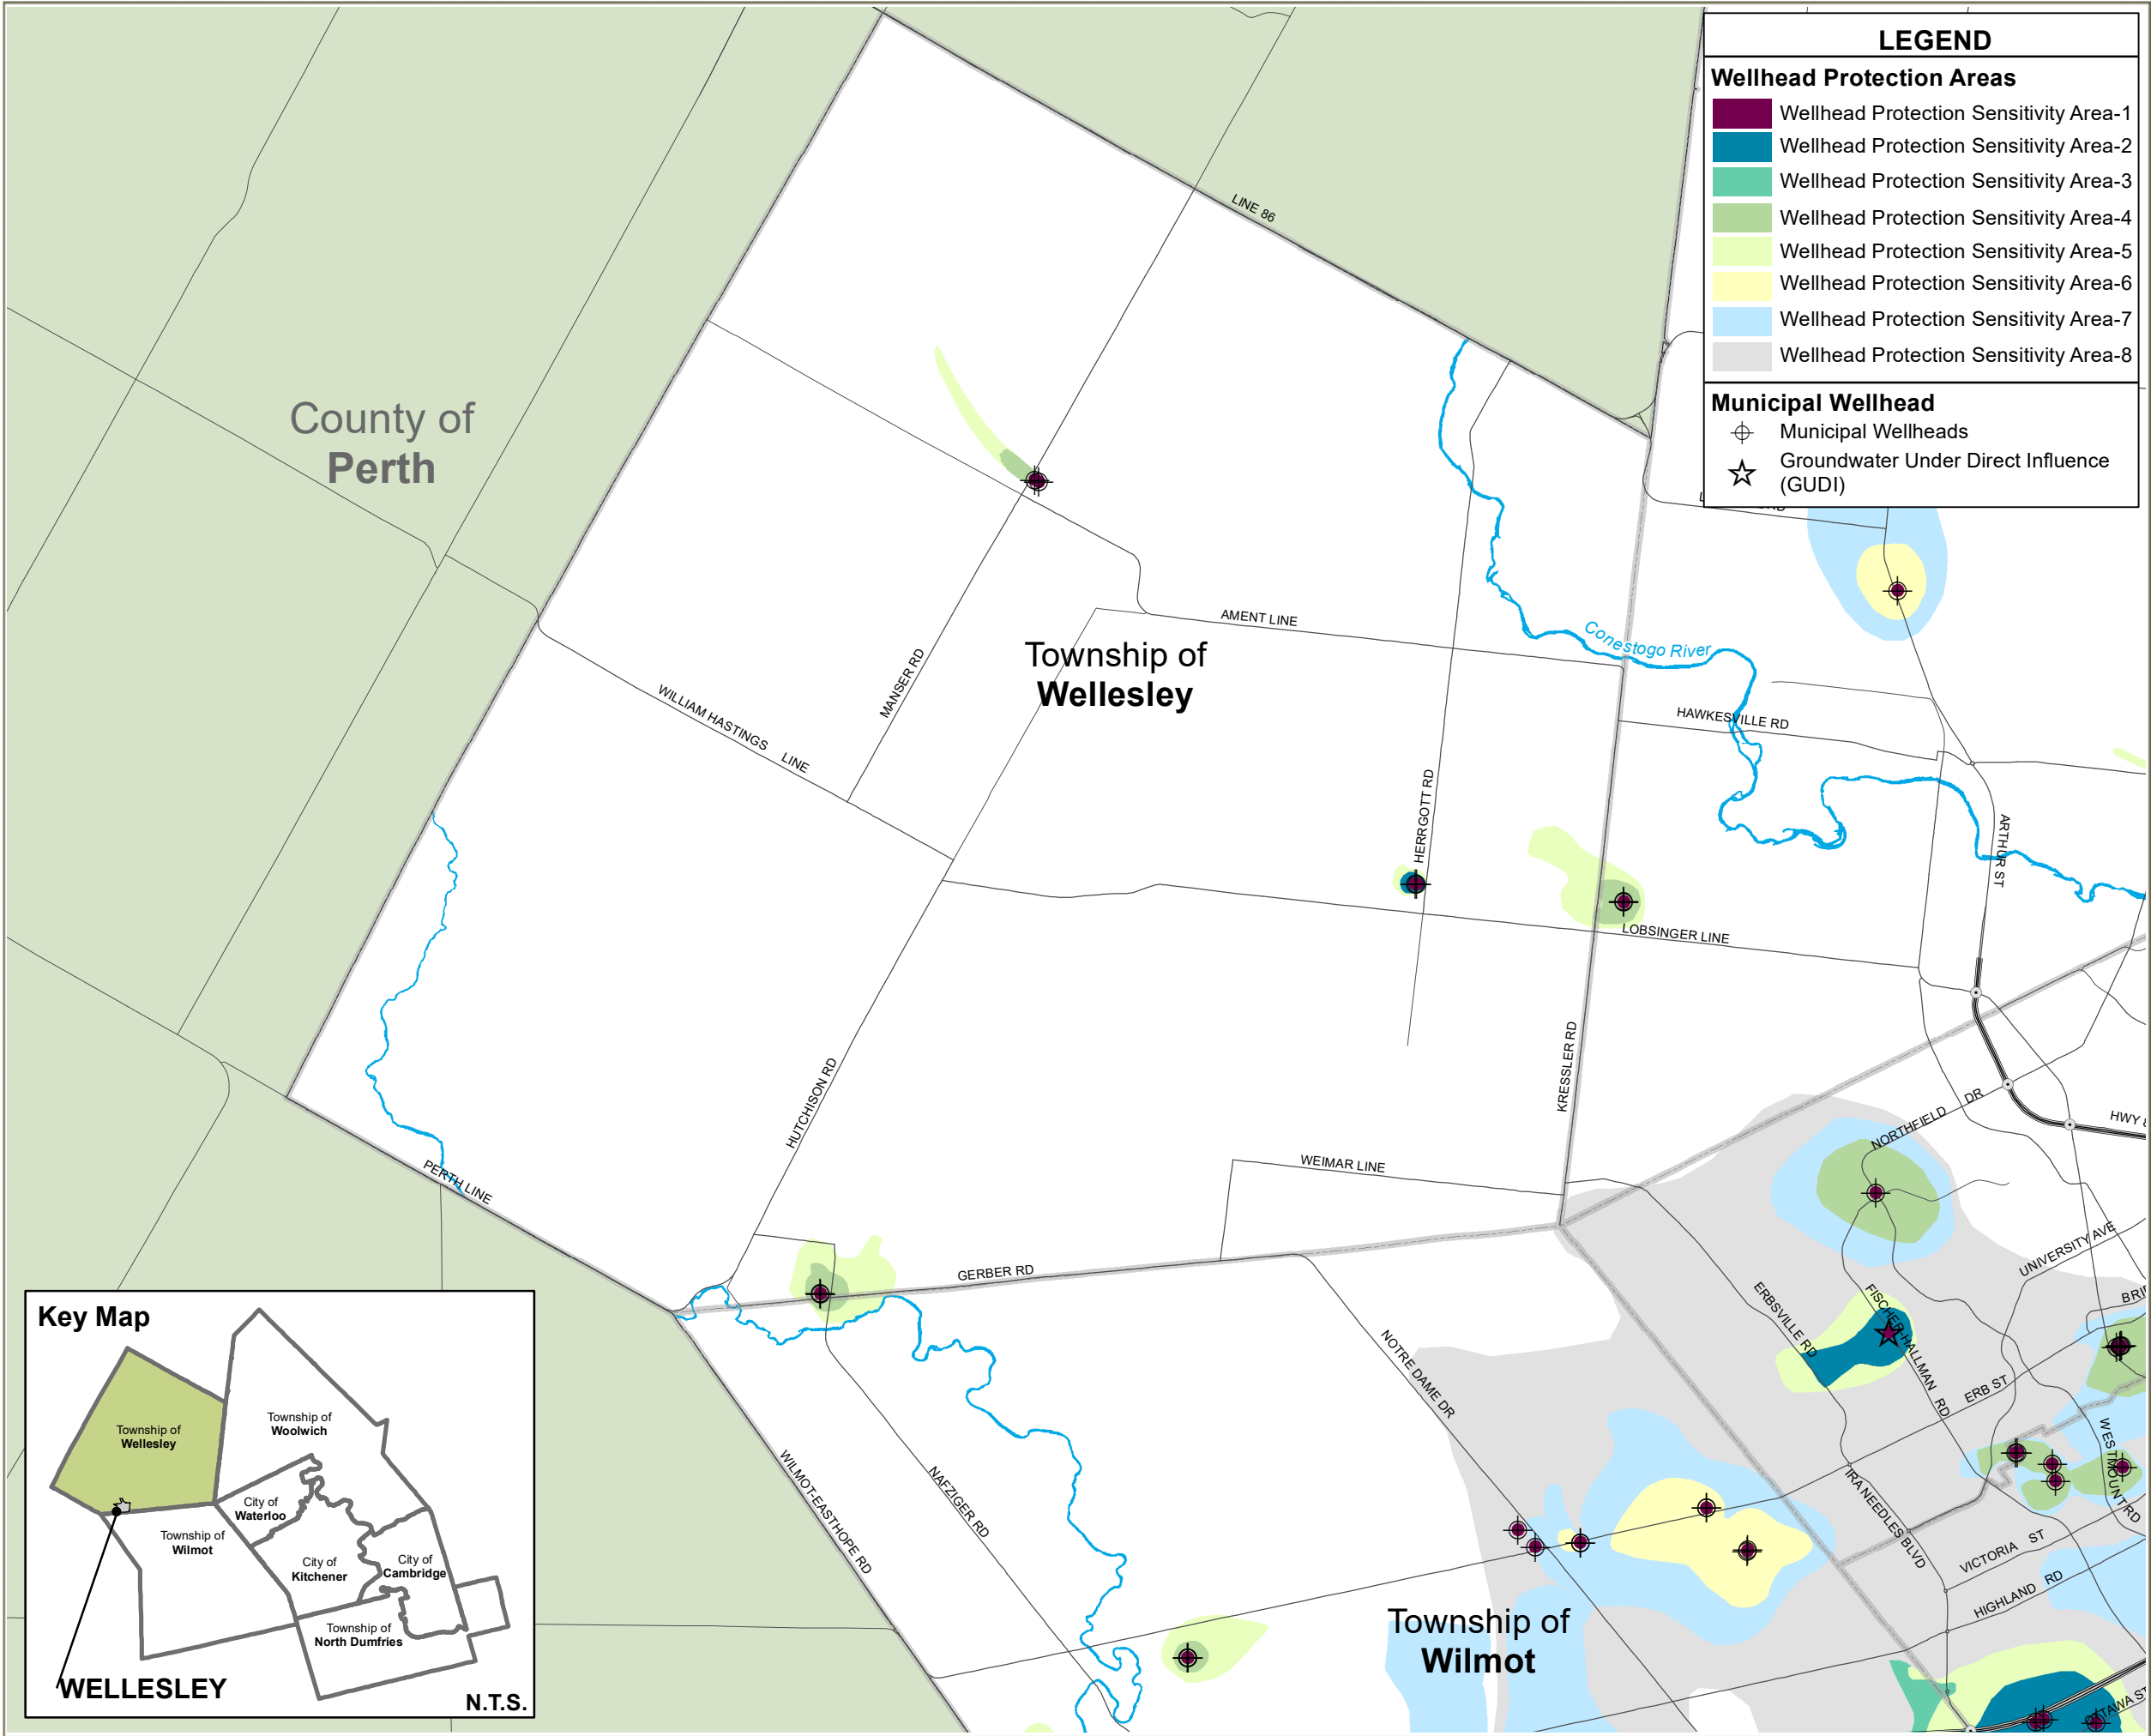 LEGEND
Wellhead Protection Areas
Wellhead Protection Sensitivity Area-1
Wellhead Protection Sensitivity Area-2
Wellhead Protection Sensitivity Area-3
Wellhead Protection Sensitivity Area-4
Wellhead Protection Sensitivity Area-5
Wellhead Protection Sensitivity Area-6
Wellhead Protection Sensitivity Area-7
Wellhead Protection Sensitivity Area-8
Municipal Wellhead
Municipal Wellheads
Groundwater Under Direct Influence
(GUDI)
LINE 86
County of
Perth
AMENT LINE
Conestogo River
Township of
Wellesley
MANSER RD
WILLIAM HASTINGS LINE
HAWKESVILLE RD
HERRGOTT RD
ARTHUR ST
LOBSINGER LINE
KRESSLER RD
HUTCHISON RD
NORTHFIELD DR
HWY
WEIMAR LINE
PERTH LINE
UNIVERSITY AVE
GERBER RD
ERBSVILLE RD
FISCHER-HALLMAN RD
NOTRE DAME DR
ERB ST
WESTMOUNT RD
WILMOT-EASTHOPE RD
NAFZIGER RD
IRA NEEDLES BLVD
VICTORIA ST
HIGHLAND RD
Township of
Wilmot
OTTAWA ST
Key Map
Township of
Wellesley
Township of
Woolwich
City of
Waterloo
Township of
Wilmot
City of
Kitchener
City of
Cambridge
Township of
North Dumfries
WELLESLEY
N.T.S.